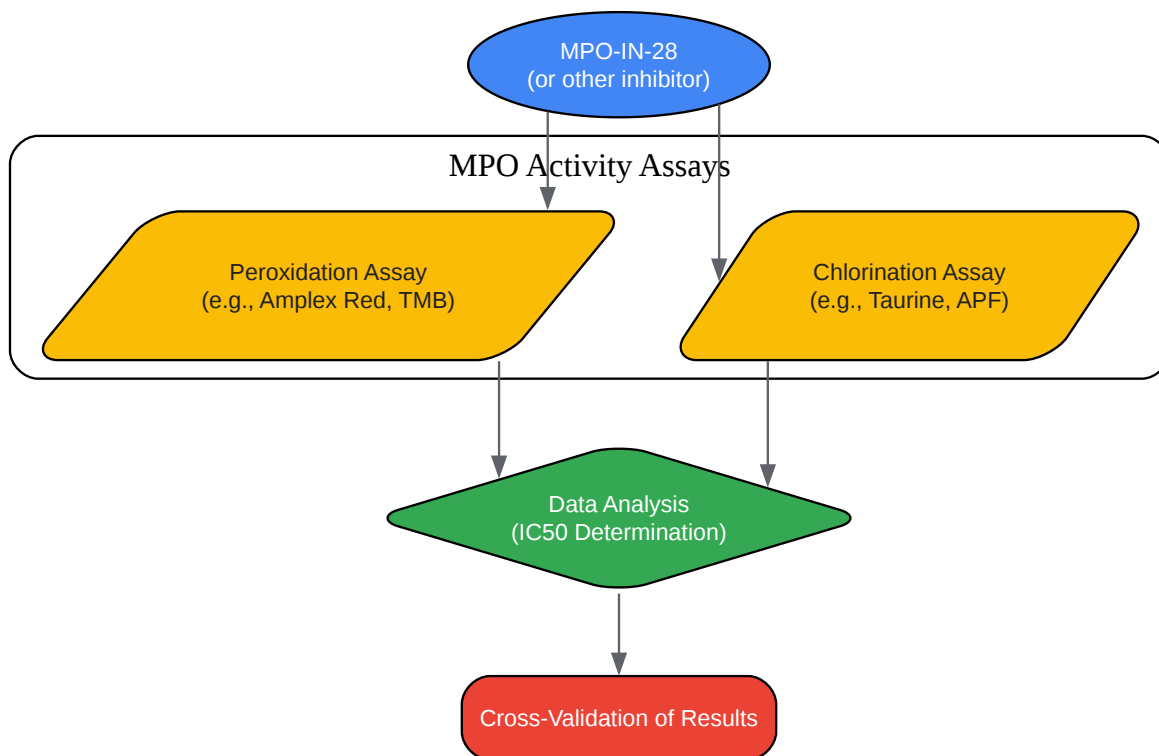 MPO-IN-28
(or other inhibitor)
MPO Activity Assays
Peroxidation Assay
(e.g., Amplex Red, TMB)
Chlorination Assay
(e.g., Taurine, APF)
Data Analysis
(IC50 Determination)
Cross-Validation of Results